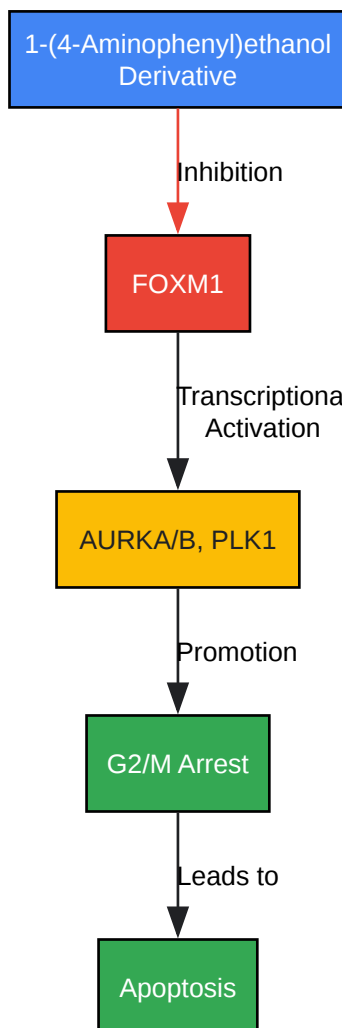 1-(4-Aminophenyl)ethanol
Derivative
Inhibition
FOXM1
Transcriptiona
Activation
AURKA/B, PLK1
Promotion
G2/M Arrest
Leads to
Apoptosis